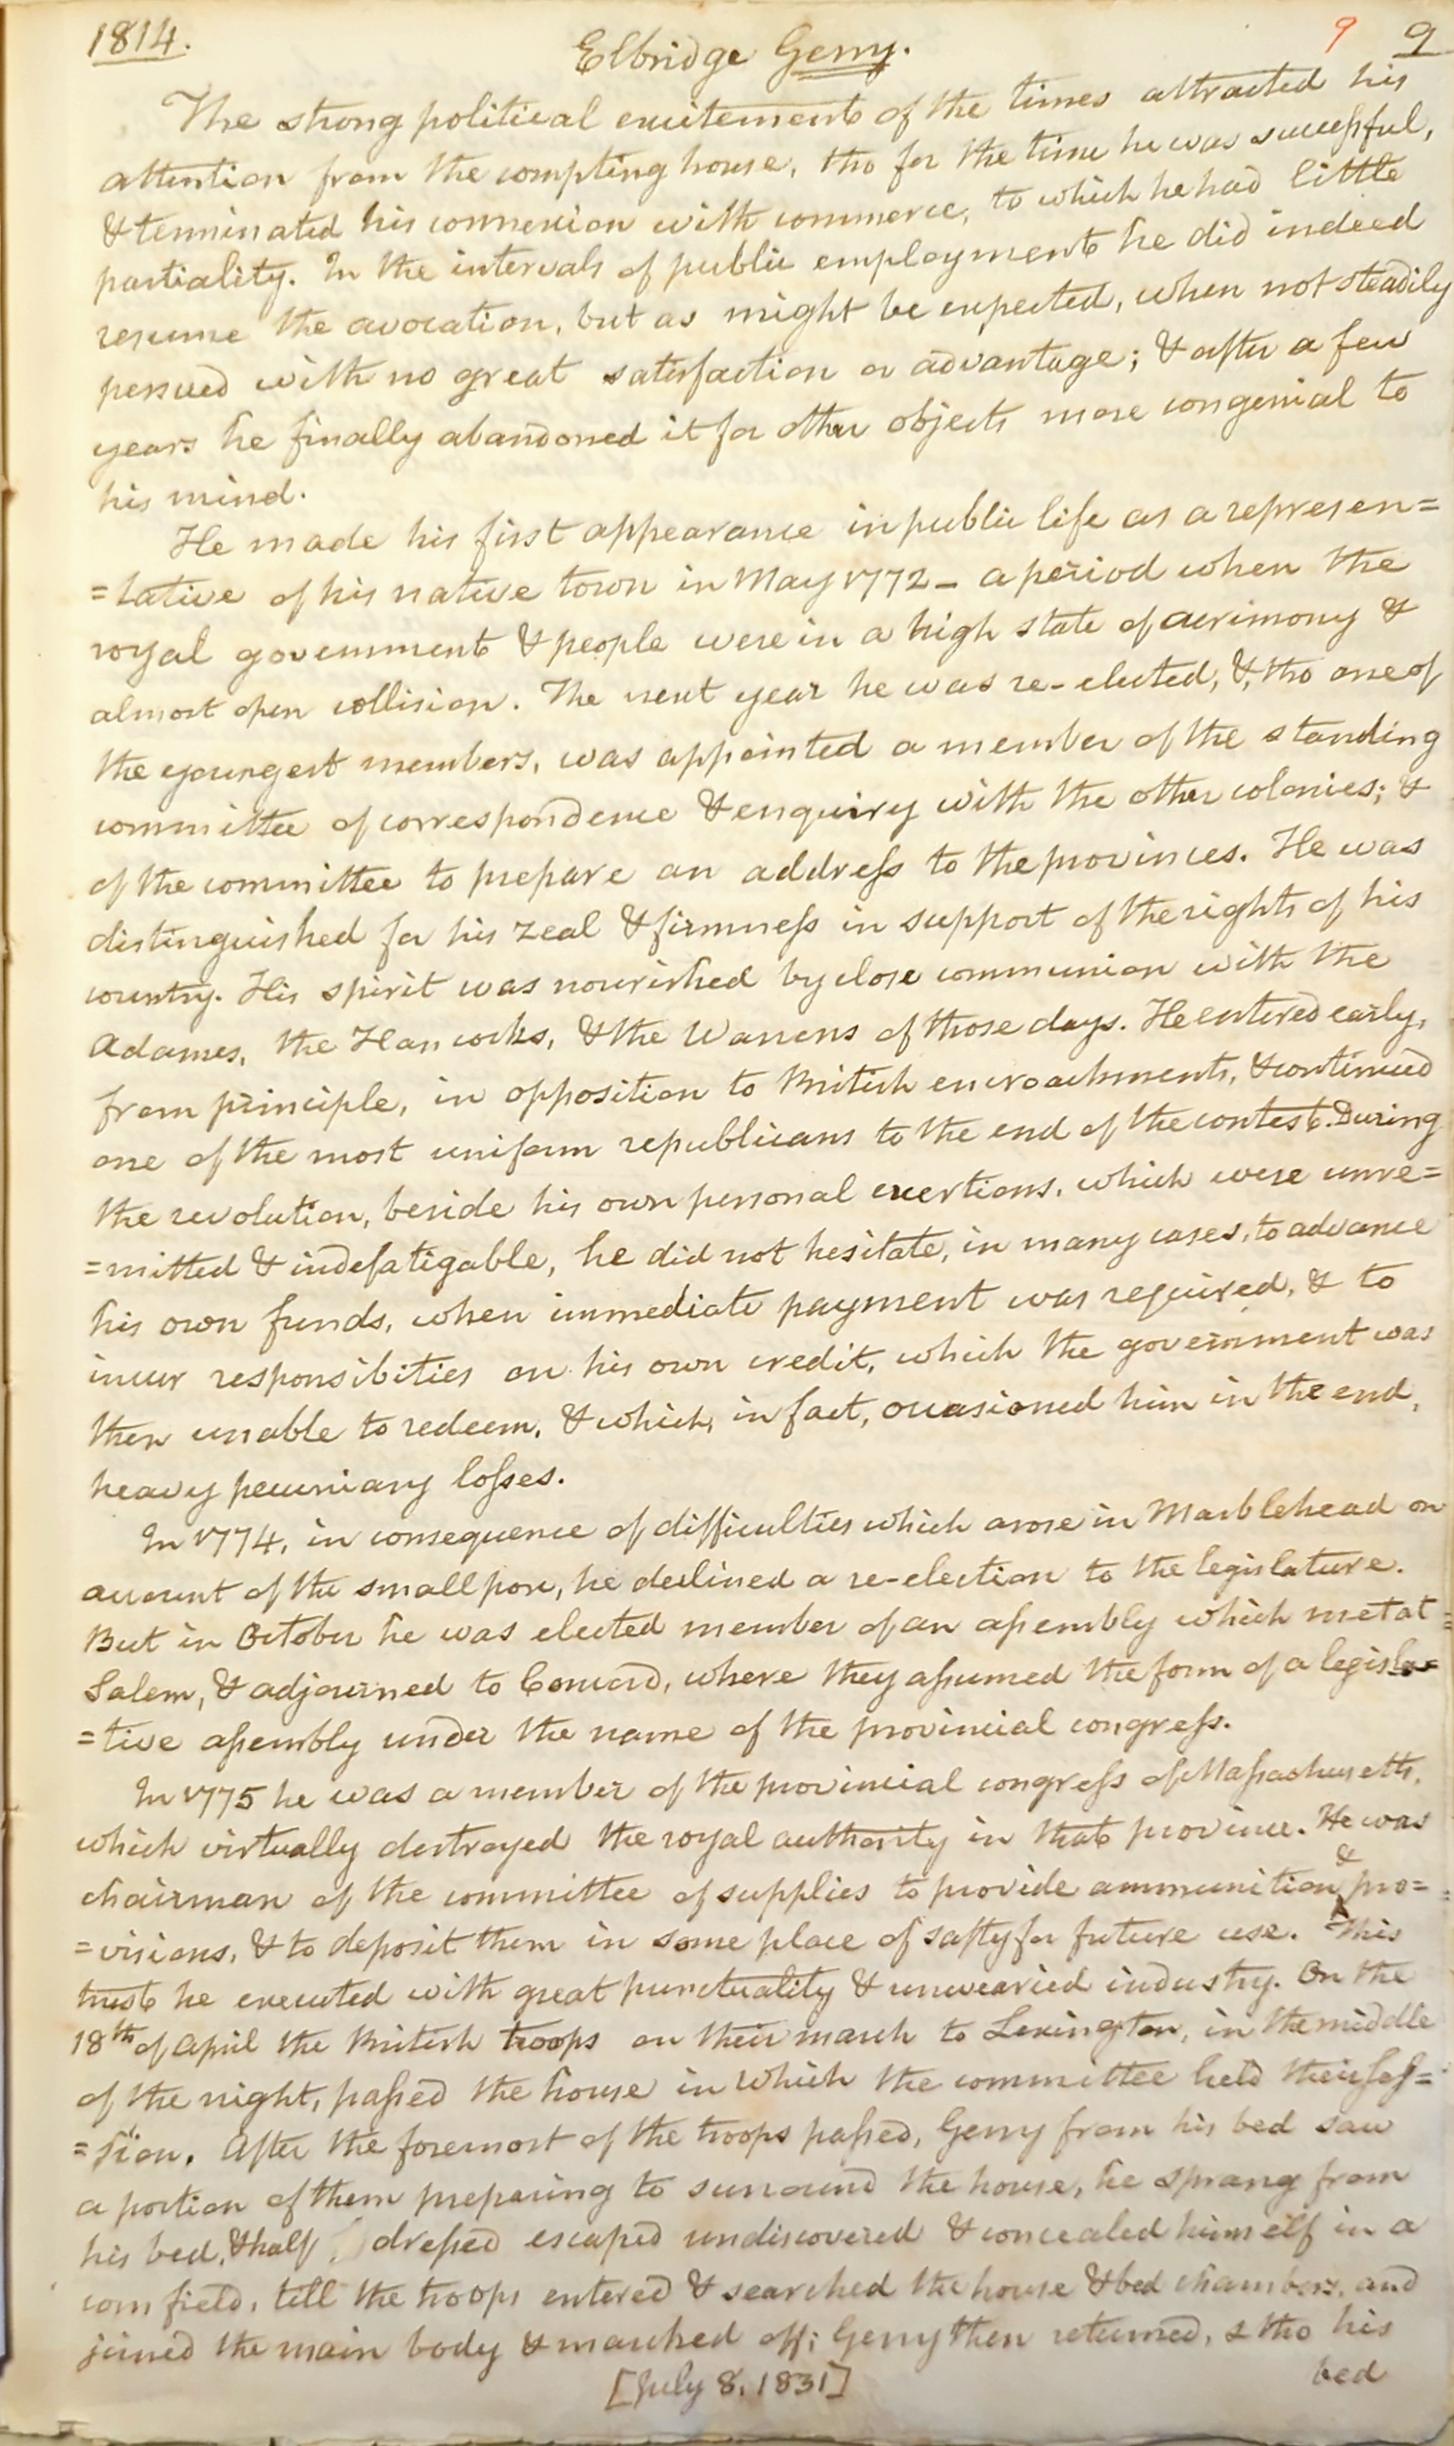 1814.
Elbridge Gerry.
9 9
The strong political excitement of the times attracted his
attention from the compting house, tho for the time he was successful,
& terminated his connexion with commerce, to which he had little
partiality. In the intervals of public employment he did indeed
resume the avocation, but as might be expected, when not steadily
persued with no great satisfaction or advantage; & after a few
years he finally abandoned it for other objects more congenial to
his mind.
He made his first appearance in public life as a represen=
=tative of his native town in May 1772 – a period when the
royal government & people were in a high state of acrimony &
almost open collision. The next year he was re-elected, &, tho one of
the youngest members, was appointed a member of the standing
committee of correspondence & enquiry with the other colonies; &
of the committee to prepare an address to the provinces. He was
distinguished for his zeal & firmness in support of the rights of his
country. His spirit was nourished by close communion with the
Adames, the Hancocks, & the Warrens of those days. He entered early,
from principle, in opposition to British encroachments, & continued
one of the most uniform republicans to the end of the contest. During
the revolution, beside his own personal exertions, which were unre=
=mitted & indefatigable, he did not hesitate, in many cases, to advance
his own funds, when immediate payment was required, & to
incur responsibities on his own credit, which the government was
then unable to redeem, & which, in fact, occasioned him in the end,
heavy pecuniary losses.
In 1774, in consequence of difficulties which arose in Marblehead on
account of the small pox, he declined a re-election to the legislature.
But in October he was elected member of an assembly which met at
Salem, & adjourned to Concord, where they assumed the form of a legisla=
=tive assembly under the name of the provincial congress.
In 1775 he was a member of the provincial congress of Massachusetts,
which virtually destroyed the royal authority in that province. He was
chairman of the committee of supplies to provide ammunition & pro=
=visions, & to deposit them in some place of safty for future use. This
trust he executed with great punctuality & unwearied industry. On the
18th of April the British troops on their march to Lexington, in the middle
of the night, passed the house in which the committee held their ses=
=sion. After the foremost of the troops passed, Gerry from his bed saw
a portion of them preparing to surround the house, he sprang from
his bed, & half dressed escaped undiscovered & concealed himself in a
corn field, till the troops entered & searched the house & bed chambers, and
joined the main body & marched off; Gerry then returned, & tho his
bed
[July 8, 1831]